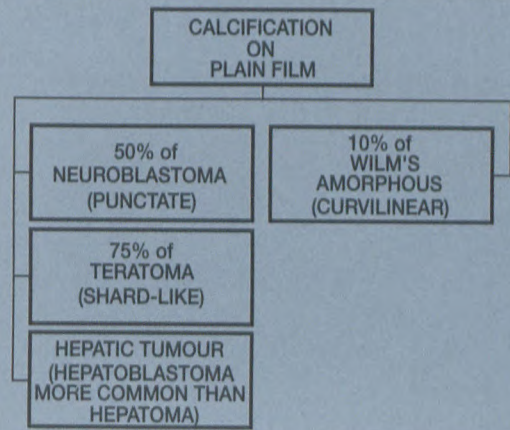 CALCIFICATION
ON
PLAIN FILM
50% of
NEUROBLASTOMA
(PUNCTATE)
10% of
WILM'S
AMORPHOUS
(CURVILINEAR)
75% of
TERATOMA
(SHARD-LIKE)
HEPATIC TUMOUR
(HEPATOBLASTOMA
MORE COMMON THAN
HEPATOMA)